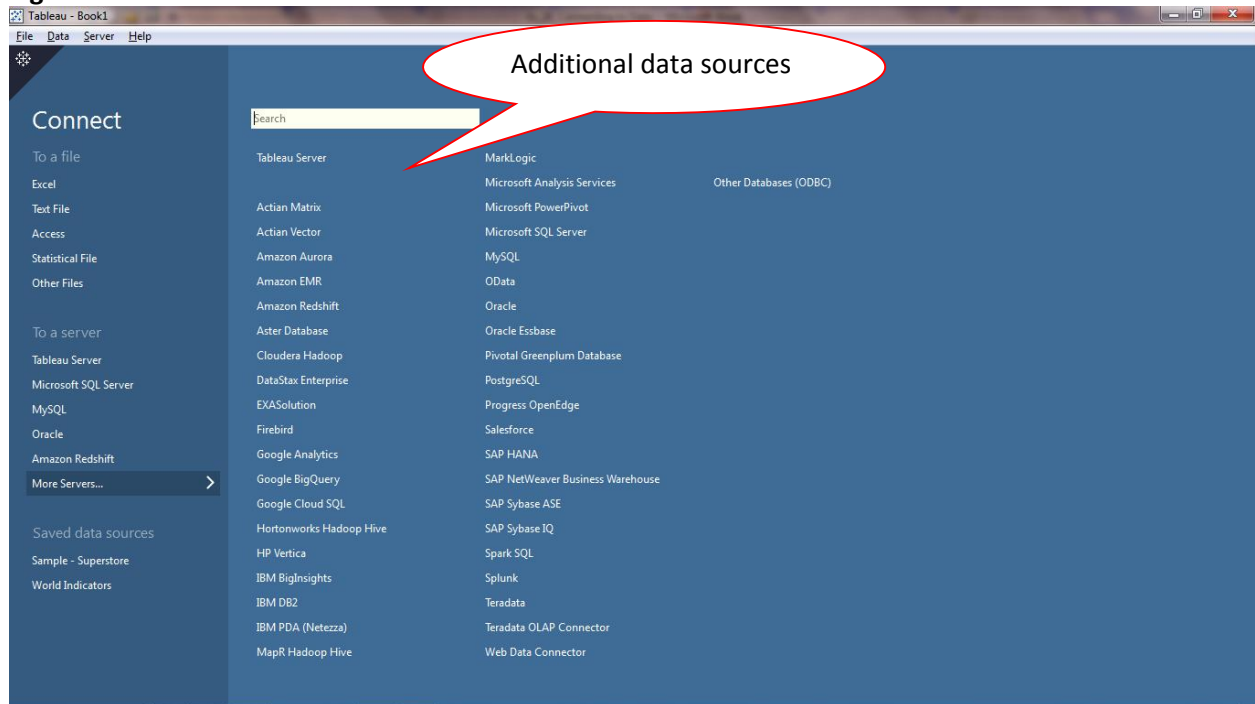 Tableau - Book1
File Data Server Help
Additional data sources
Connect
To a file
Excel
Text File
Access
Statistical File
Other Files
To a server
Tableau Server
Microsoft SQL Server
MySQL
Oracle
Amazon Redshift
More Servers...
Saved data sources
Sample - Superstore
World Indicators
Search
Tableau Server
Actian Matrix
Actian Vector
Amazon Aurora
Amazon EMR
Amazon Redshift
Aster Database
Cloudera Hadoop
DataStax Enterprise
EXASolution
Firebird
Google Analytics
Google BigQuery
Google Cloud SQL
Hortonworks Hadoop Hive
HP Vertica
IBM BigInsights
IBM DB2
IBM PDA (Netezza)
MapR Hadoop Hive
MarkLogic
Microsoft Analysis Services
Microsoft PowerPivot
Microsoft SQL Server
MySQL
OData
Oracle
Oracle Essbase
Pivotal Greenplum Database
PostgreSQL
Progress OpenEdge
Salesforce
SAP HANA
SAP NetWeaver Business Warehouse
SAP Sybase ASE
SAP Sybase IQ
Spark SQL
Splunk
Teradata
Teradata OLAP Connector
Web Data Connector
Other Databases (ODBC)